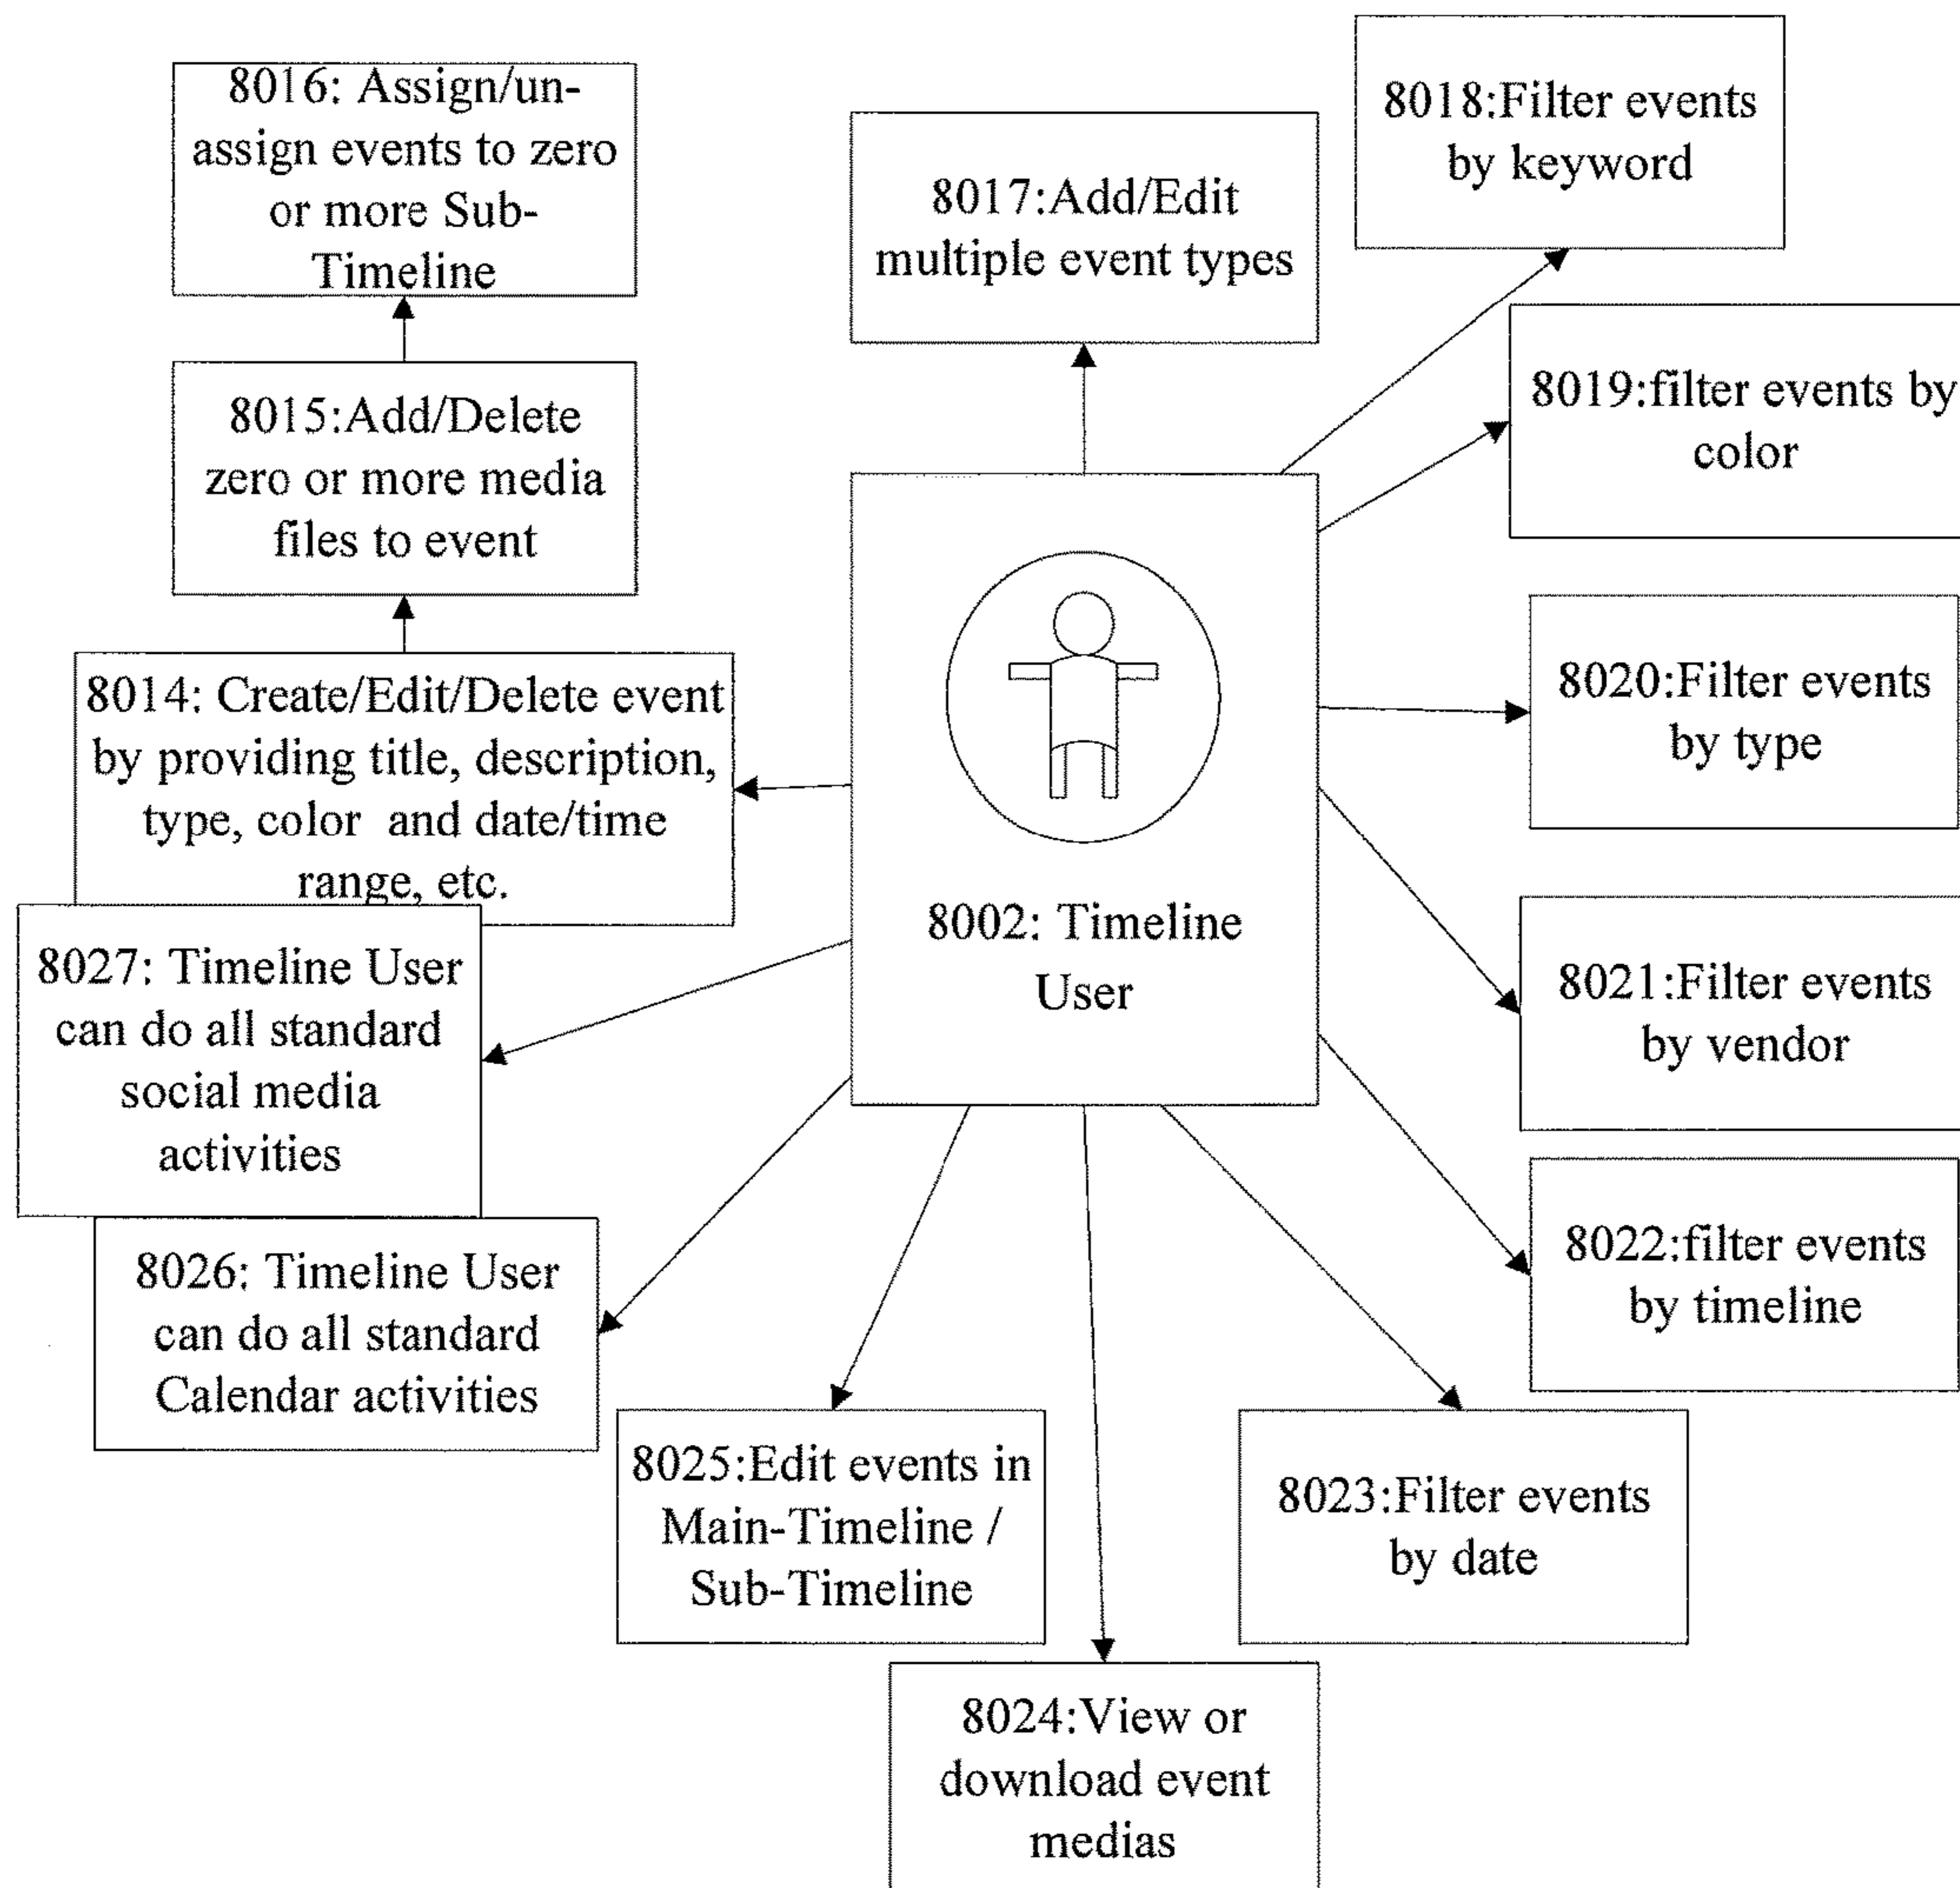 8016: Assign/un-
assign events to zero
or more Sub-
Timeline
8017:Add/Edit
multiple event types
8018:Filter events
by keyword
8015:Add/Delete
zero or more media
files to event
8019:filter events by
color
8014: Create/Edit/Delete event
by providing title, description,
type, color and date/time
range, etc.
8020:Filter events
by type
8002: Timeline
User
8027: Timeline User
can do all standard
social media
activities
8021:Filter events
by vendor
8026: Timeline User
can do all standard
Calendar activities
8022:filter events
by timeline
8025:Edit events in
Main-Timeline /
Sub-Timeline
8023:Filter events
by date
8024:View or
download event
medias